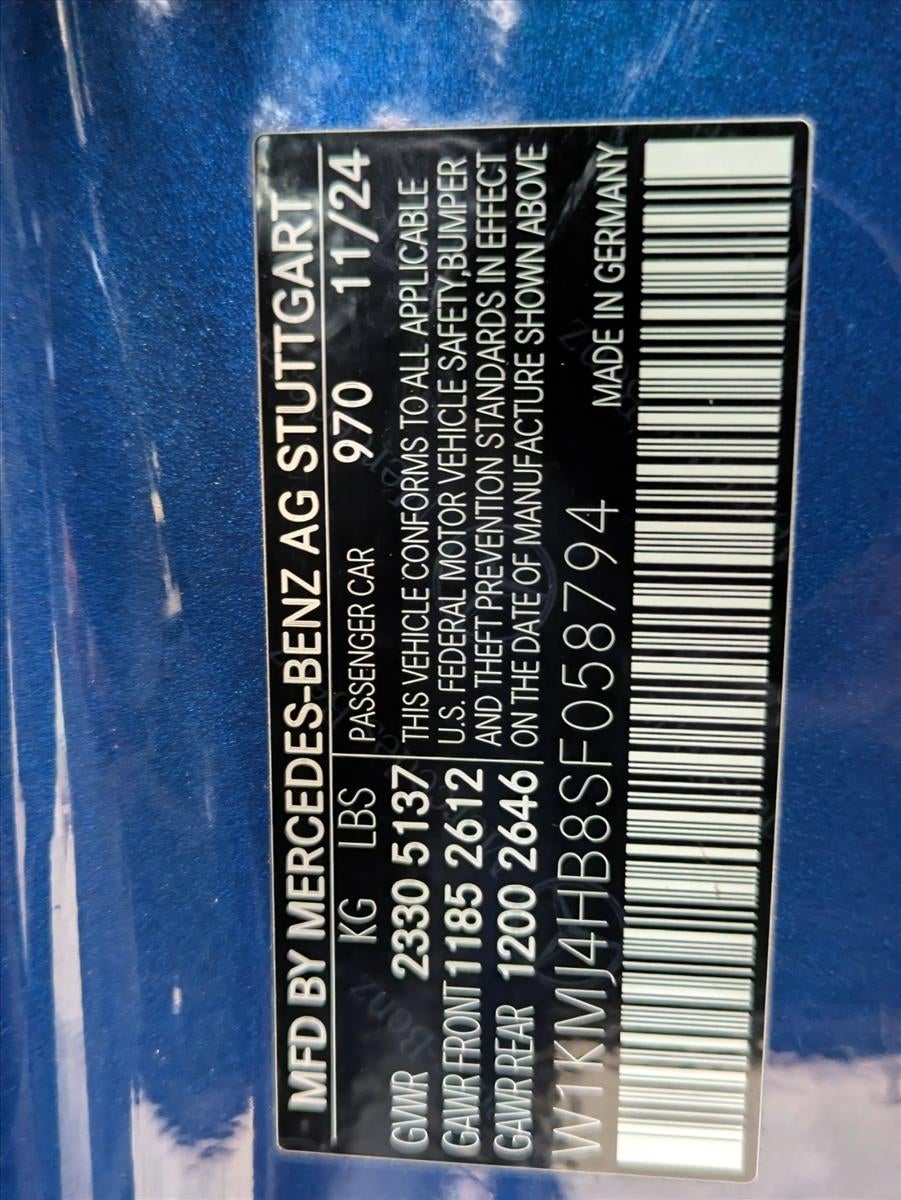 MFD BY MERCEDES-BENZ AG STUTTGART
KG LBS PASSENGER CAR 970 11/24
GVWR 2330 5137 THIS VEHICLE CONFORMS TO ALL APPLICABLE
GAWR FRONT 1185 2612 U.S. FEDERAL MOTOR VEHICLE SAFETY,BUMPER
AND THEFT PREVENTION STANDARDS IN EFFECT
GAWR REAR 1200 2646 ON THE DATE OF MANUFACTURE SHOWN ABOVE
W1KMJ4HB8SF058794 MADE IN GERMANY